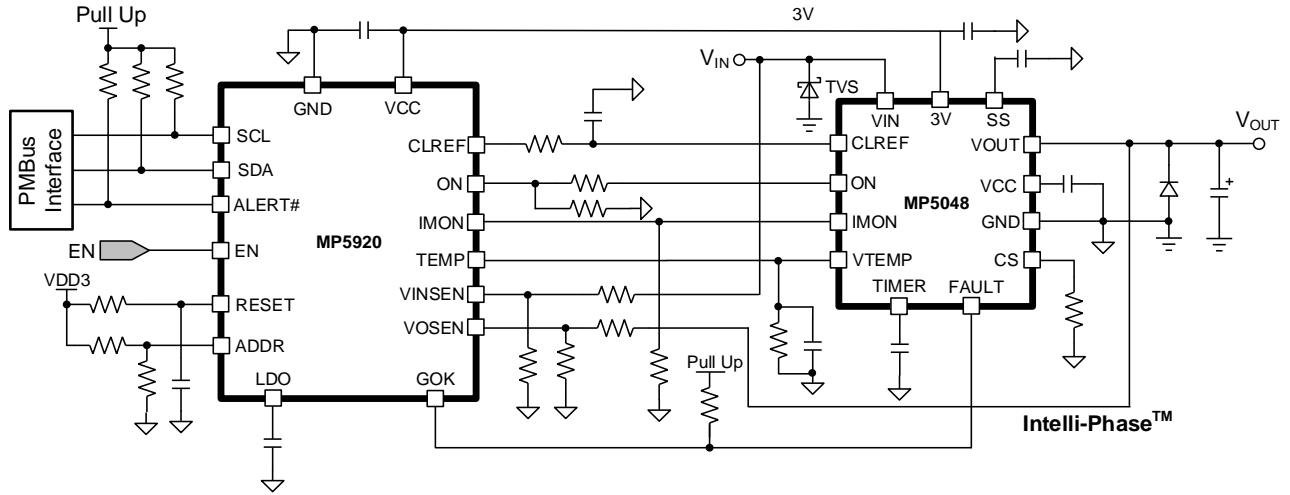 Pull Up
3V
VIN
TVS
VOUT
PMBus Interface
GND
VCC
SCL
SDA
ALERT#
EN
EN
VDD3
RESET
ADDR
LDO
GOK
MP5920
CLREF
ON
IMON
TEMP
VINSEN
VOSEN
VIN
3V
SS
CLREF
ON
IMON
VTEMP
TIMER
FAULT
MP5048
VOUT
VCC
GND
CS
Pull Up
Intelli-Phase™